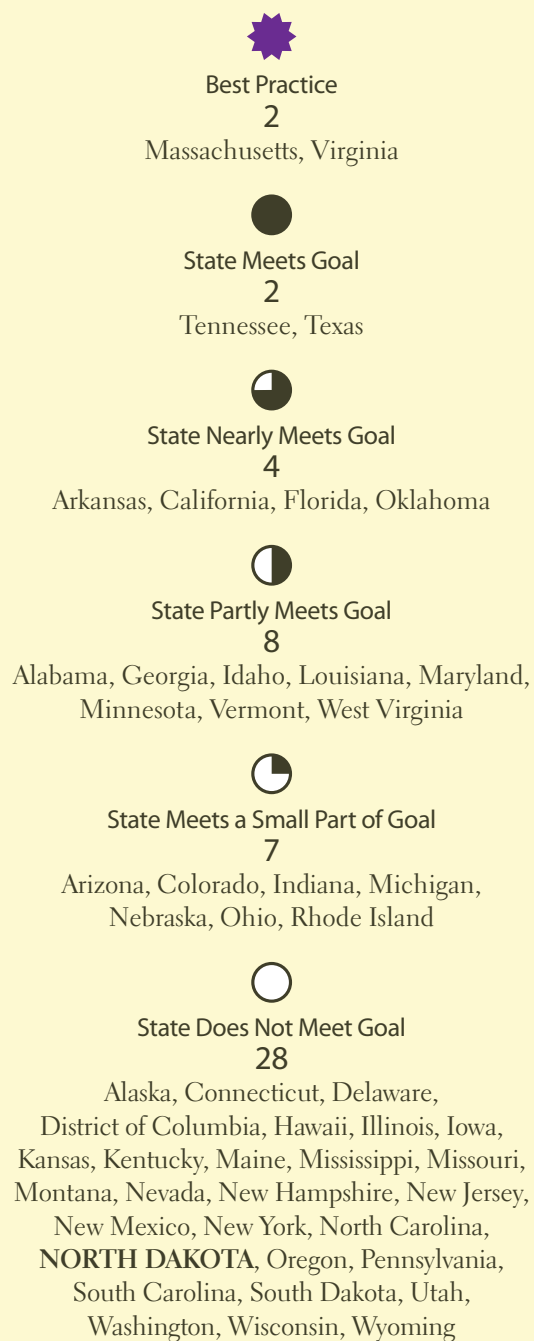 Best Practice
2
Massachusetts, Virginia
State Meets Goal
2
Tennessee, Texas
State Nearly Meets Goal
4
Arkansas, California, Florida, Oklahoma
State Partly Meets Goal
8
Alabama, Georgia, Idaho, Louisiana, Maryland,
Minnesota, Vermont, West Virginia
State Meets a Small Part of Goal
7
Arizona, Colorado, Indiana, Michigan,
Nebraska, Ohio, Rhode Island
State Does Not Meet Goal
28
Alaska, Connecticut, Delaware,
District of Columbia, Hawaii, Illinois, Iowa,
Kansas, Kentucky, Maine, Mississippi, Missouri,
Montana, Nevada, New Hampshire, New Jersey,
New Mexico, New York, North Carolina,
NORTH DAKOTA, Oregon, Pennsylvania,
South Carolina, South Dakota, Utah,
Washington, Wisconsin, Wyoming